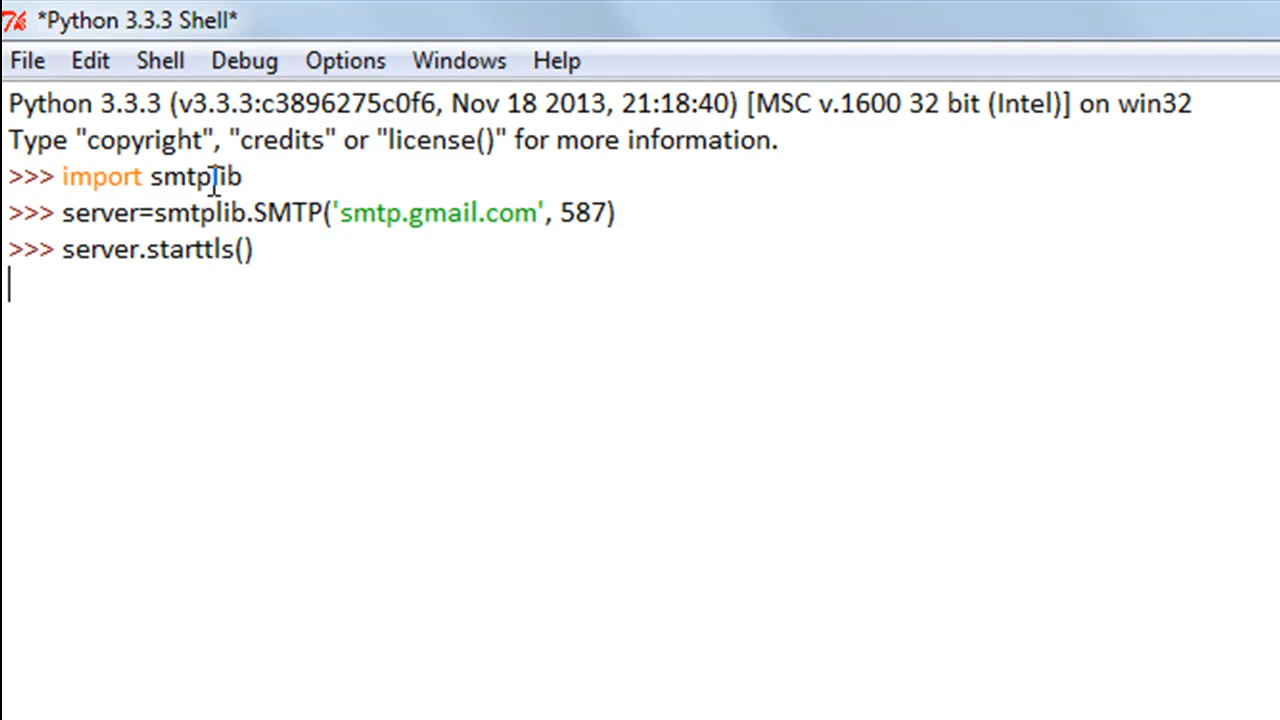 *Python 3.3.3 Shell*
File Edit Shell Debug Options Windows Help
Python 3.3.3 (v3.3.3:c3896275c0f6, Nov 18 2013, 21:18:40) [MSC v.1600 32 bit (Intel)] on win32
Type "copyright", "credits" or "license()" for more information.
>>> import smtplib
>>> server=smtplib.SMTP('smtp.gmail.com', 587)
>>> server.starttls()